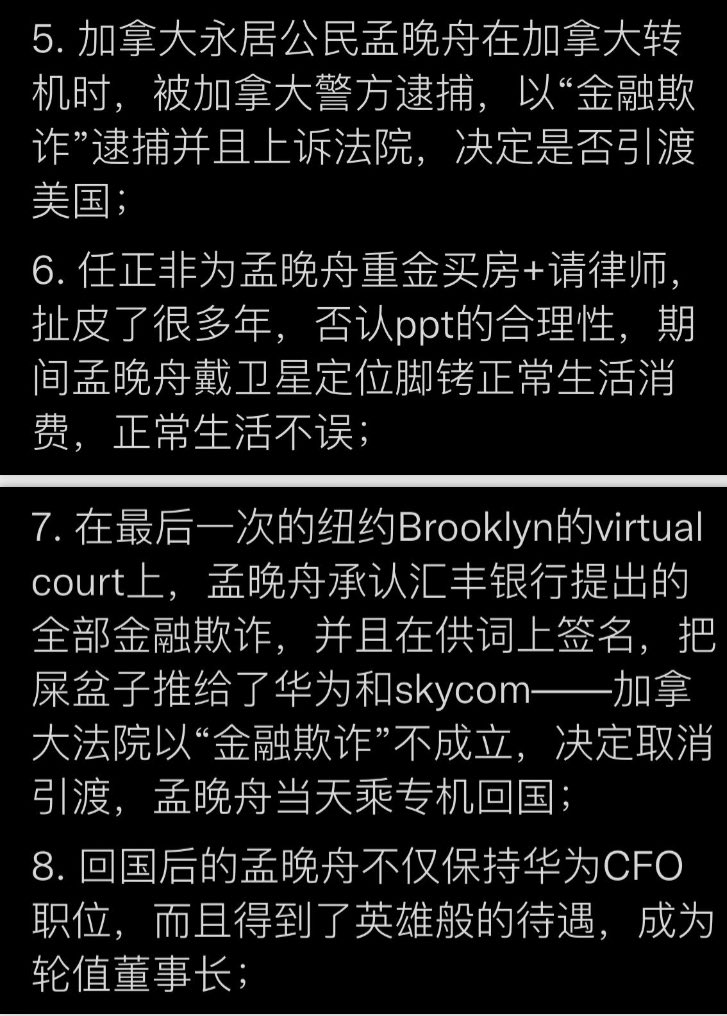 5. 加拿大永居公民孟晚舟在加拿大转
机时，被加拿大警方逮捕，以“金融欺
诈”逮捕并且上诉法院，决定是否引渡
美国；
6. 任正非为孟晚舟重金买房+请律师，
扯皮了很多年，否认ppt的合理性，期
间孟晚舟戴卫星定位脚铐正常生活消
费，正常生活不误；
7. 在最后一次的纽约Brooklyn的virtual
court上，孟晚舟承认汇丰银行提出的
全部金融欺诈，并且在供词上签名，把
屎盆子推给了华为和skycom——加拿
大法院以“金融欺诈”不成立，决定取消
引渡，孟晚舟当天乘专机回国；
8. 回国后的孟晚舟不仅保持华为CFO
职位，而且得到了英雄般的待遇，成为
轮值董事长；